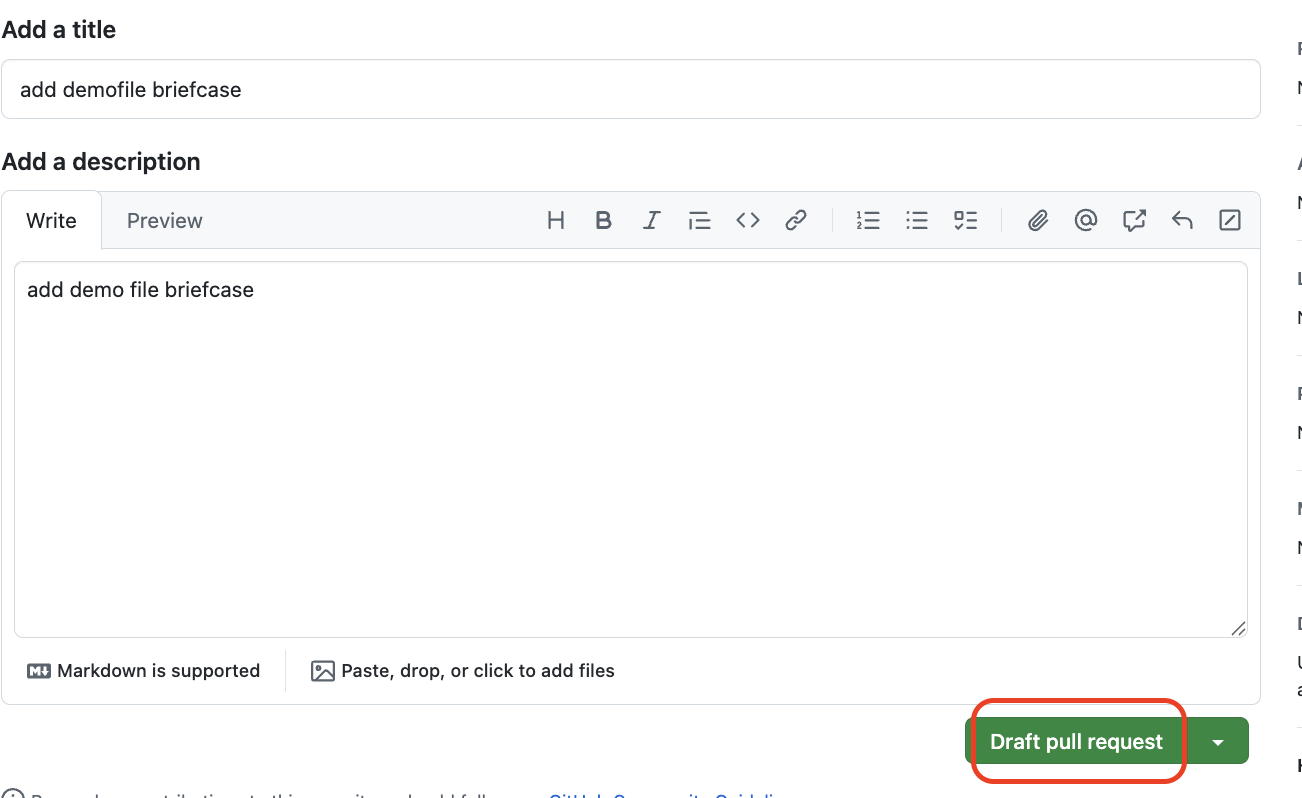 Add a title
add demofile briefcase
Add a description
Write Preview
add demo file briefcase
Markdown is supported Paste, drop, or click to add files
Draft pull request